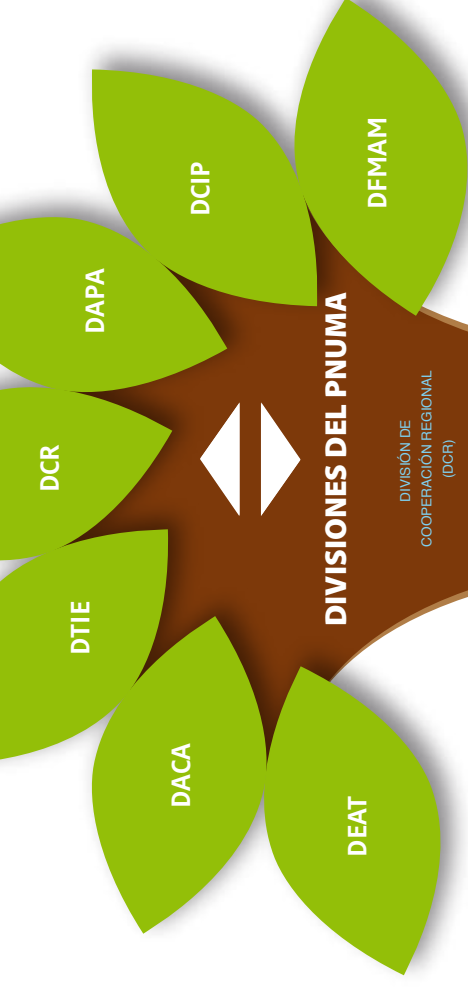 DEAT
DACA
DTIE
DCR
DAPA
DCIP
DFMAM
DIVISIONES DEL PNUMA
DIVISIÓN DE
COOPERACIÓN REGIONAL
(DCR)